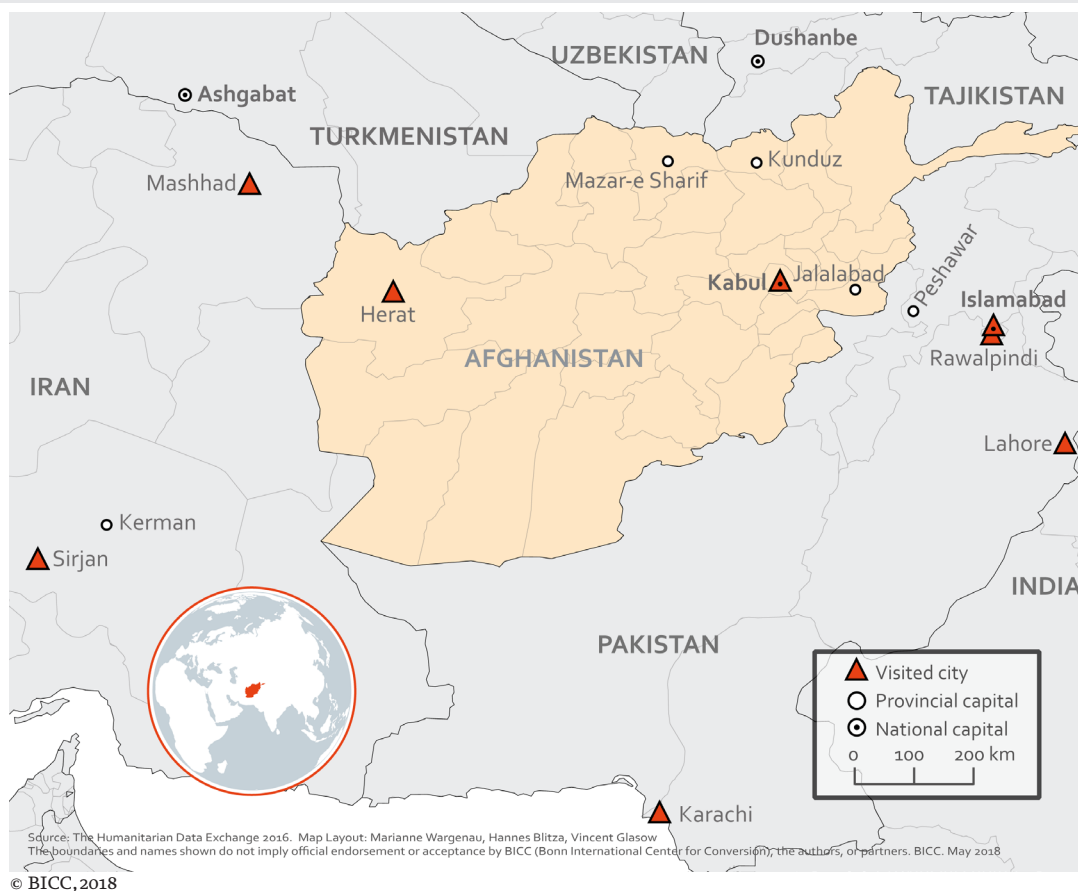 Dushanbe
UZBEKISTAN
Ashgabat
TAJIKISTAN
TURKMENISTAN
Kunduz
Mazar-e Sharif
Mashhad
Peshawar
Kabul
Jalalabad
Islamabad
Herat
AFGHANISTAN
Rawalpindi
IRAN
Lahore
Kerman
Sirjan
INDIA
PAKISTAN
Visited city
Provincial capital
National capital
0 100 200 km
Karachi
Source: The Humanitarian Data Exchange 2016. Map Layout: Marianne Wargenau, Hannes Blitza, Vincent Glasow
The boundaries and names shown do not imply official endorsement or acceptance by BICC (Bonn International Center for Conversion), the authors, or partners. BICC. May 2018
© BICC, 2018